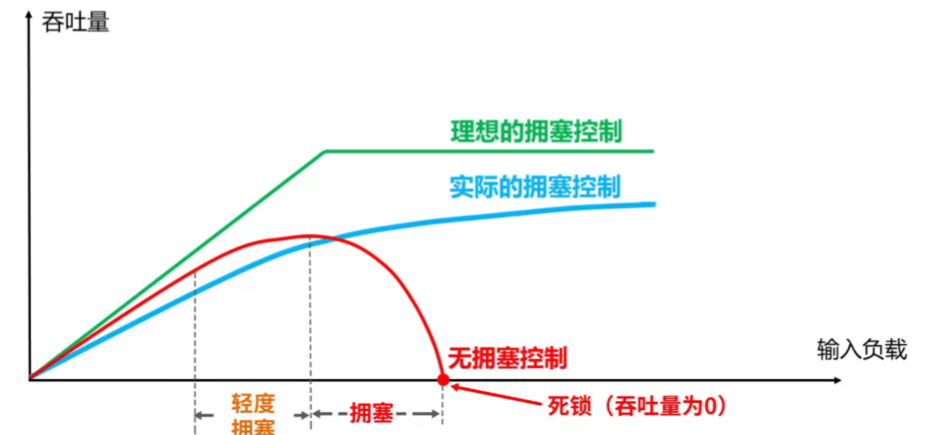 吞吐量
理想的拥塞控制
实际的拥塞控制
输入负载
无拥塞控制
死锁（吞吐量为0）
轻度
拥塞
拥塞